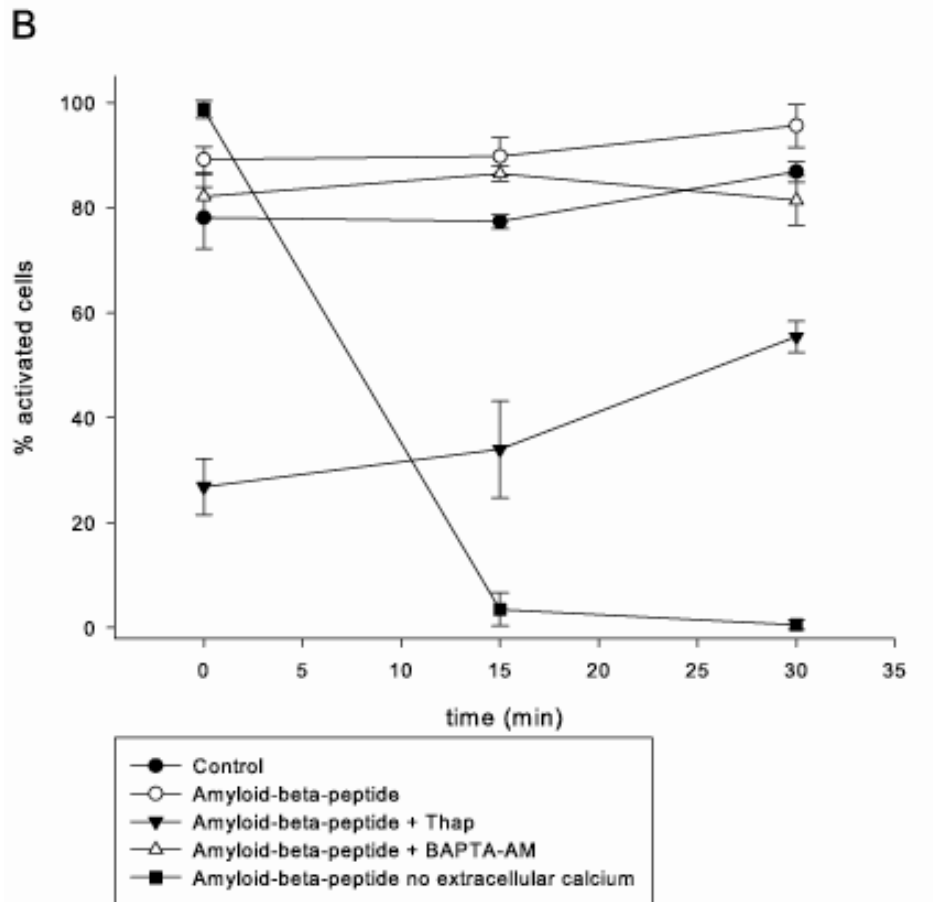 B
100
80
60
40
20
0
% activated cells
0 5 10 15 20 25 30 35
time (min)
Control
Amyloid-beta-peptide
Amyloid-beta-peptide + Thap
Amyloid-beta-peptide + BAPTA-AM
Amyloid-beta-peptide no extracellular calcium